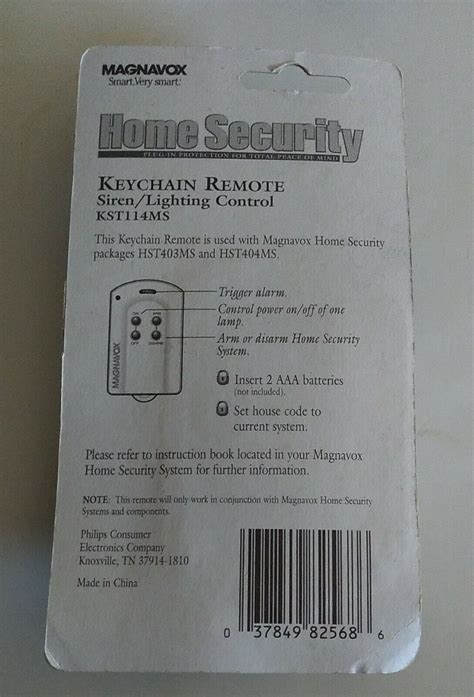 MAGNAVOX
Smart. Very smart.
Home Security
PLUG-IN PROTECTION FOR TOTAL PEACE OF MIND
KEYCHAIN REMOTE
Siren/Lighting Control
KST114MS
This Keychain Remote is used with Magnavox Home Security
packages HST403MS and HST404MS.
Trigger alarm.
Control power on/off of one
lamp.
Arm or disarm Home Security
System.
ON ARM
OFF DISARM
MAGNAVOX
Insert 2 AAA batteries
(not included).
Set house code to
current system.
Please refer to instruction book located in your Magnavox
Home Security System for further information.
NOTE: This remote will only work in conjunction with Magnavox Home Security
Systems and components.
Philips Consumer
Electronics Company
Knoxville, TN 37914-1810
Made in China
0 37849 82568 6